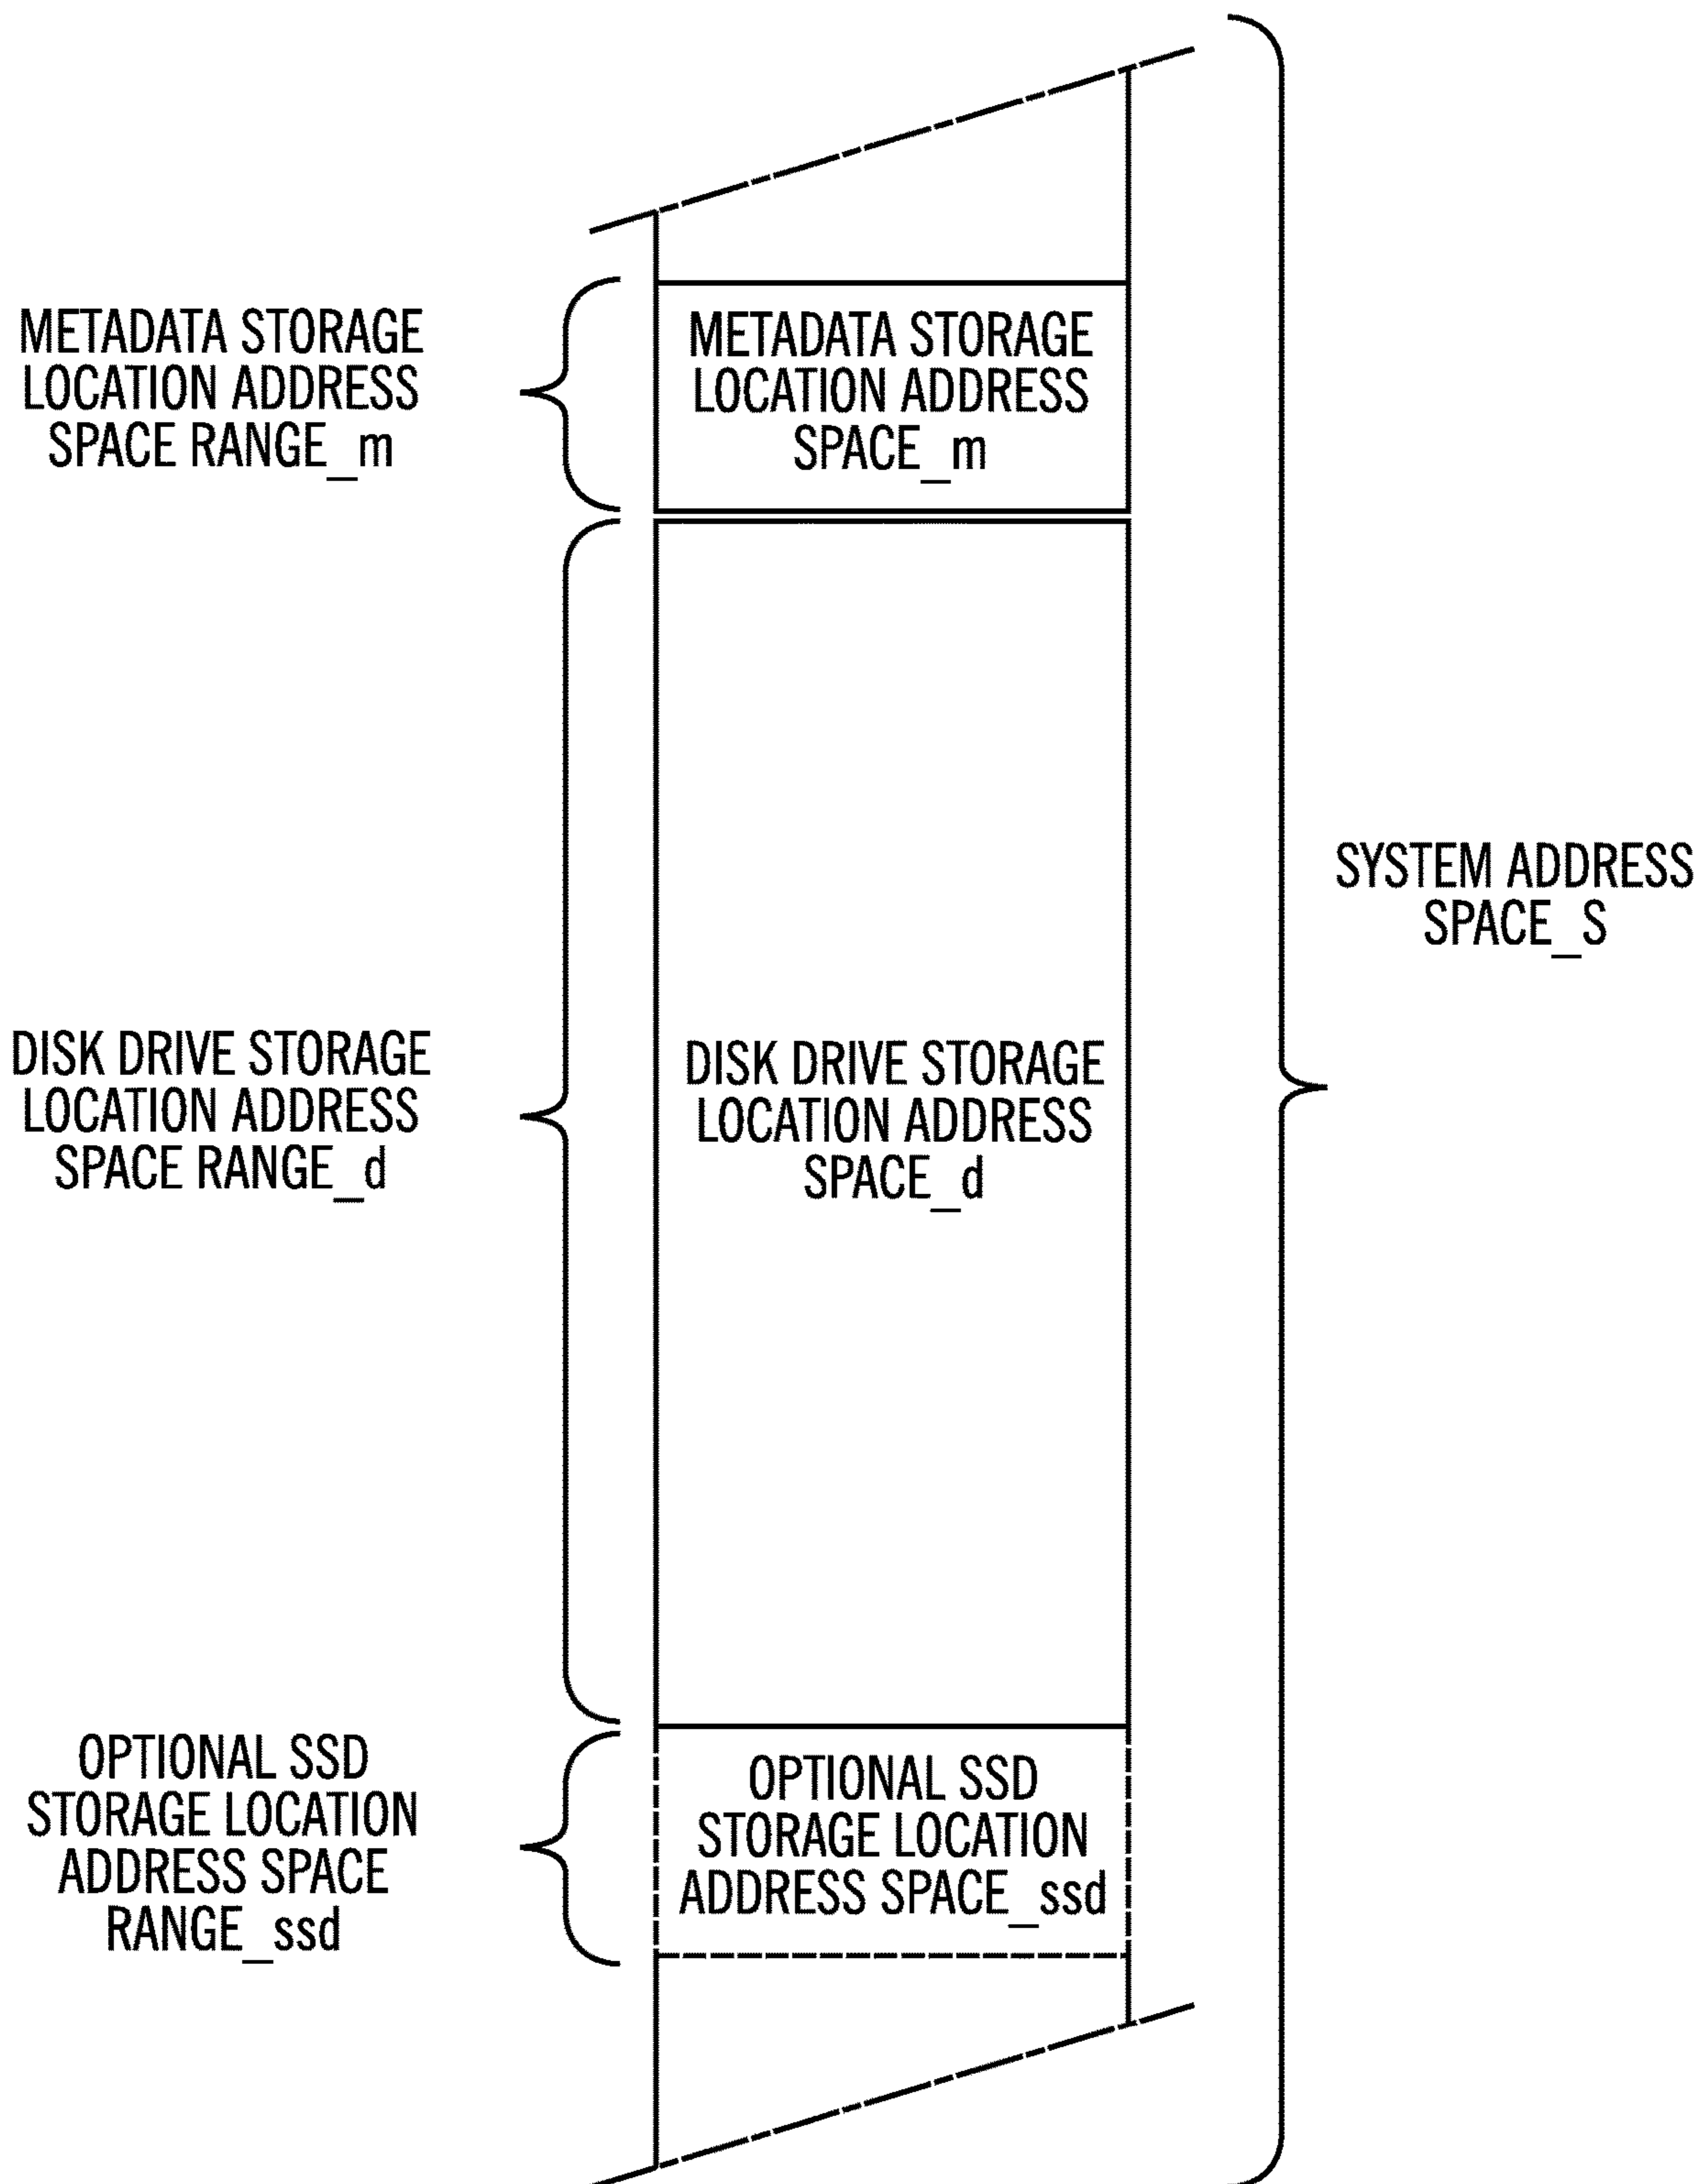 METADATA STORAGE
LOCATION ADDRESS
SPACE RANGE_m
METADATA STORAGE
LOCATION ADDRESS
SPACE_m
SYSTEM ADDRESS
SPACE_S
DISK DRIVE STORAGE
LOCATION ADDRESS
SPACE RANGE_d
DISK DRIVE STORAGE
LOCATION ADDRESS
SPACE_d
OPTIONAL SSD
STORAGE LOCATION
ADDRESS SPACE
RANGE_ssd
OPTIONAL SSD
STORAGE LOCATION
ADDRESS SPACE_ssd